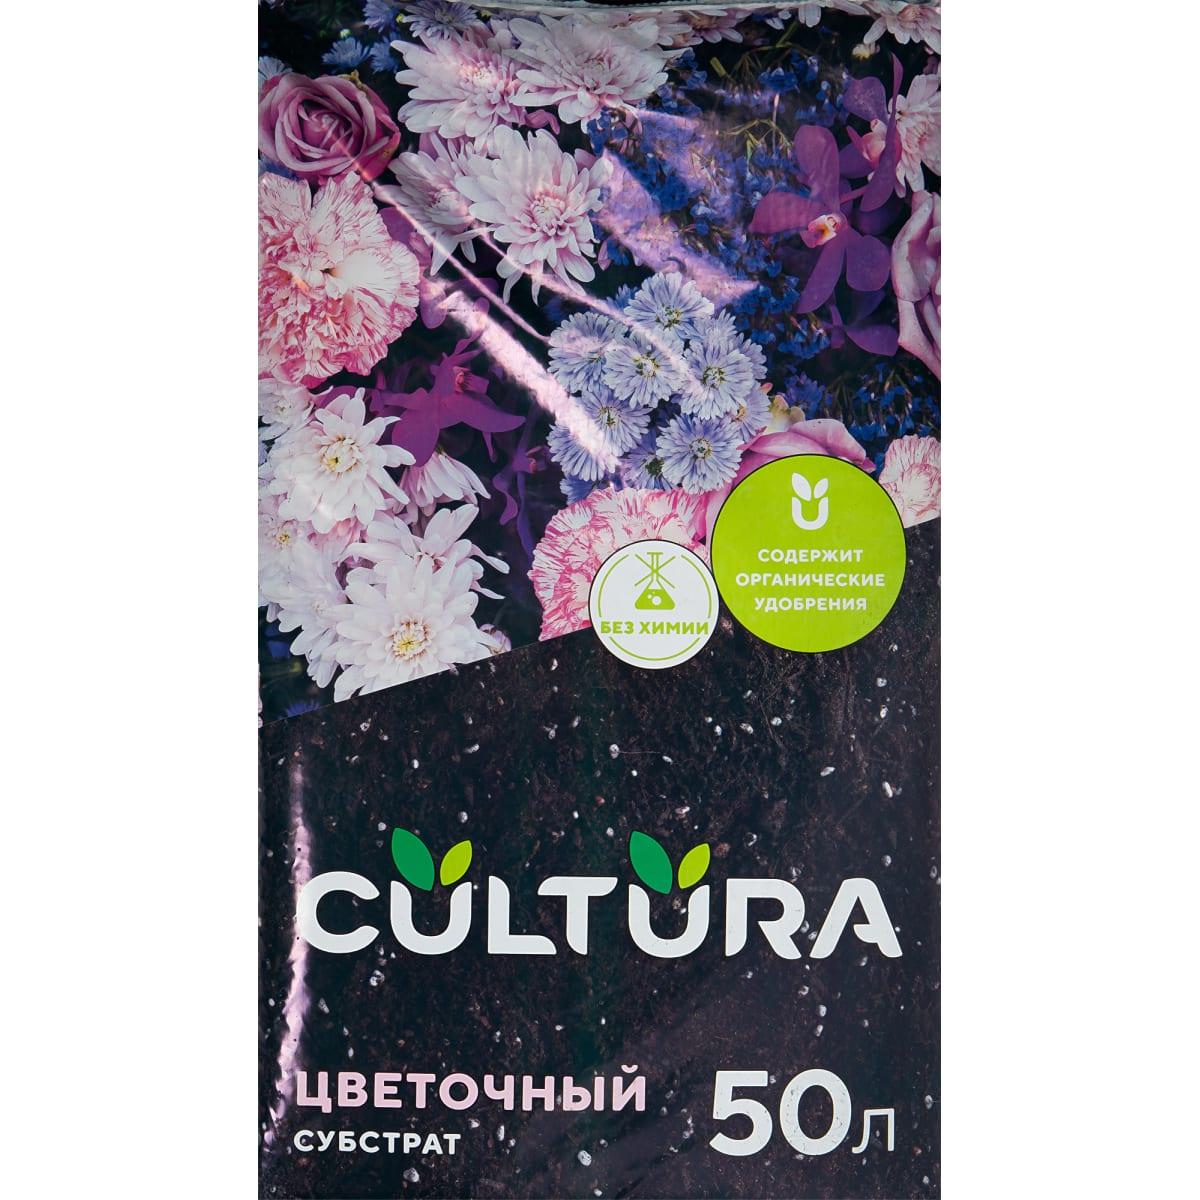 СОДЕРЖИТ
ОРГАНИЧЕСКИЕ
УДОБРЕНИЯ
БЕЗ ХИМИИ
CULTURA
ЦВЕТОЧНЫЙ
СУБСТРАТ
50л